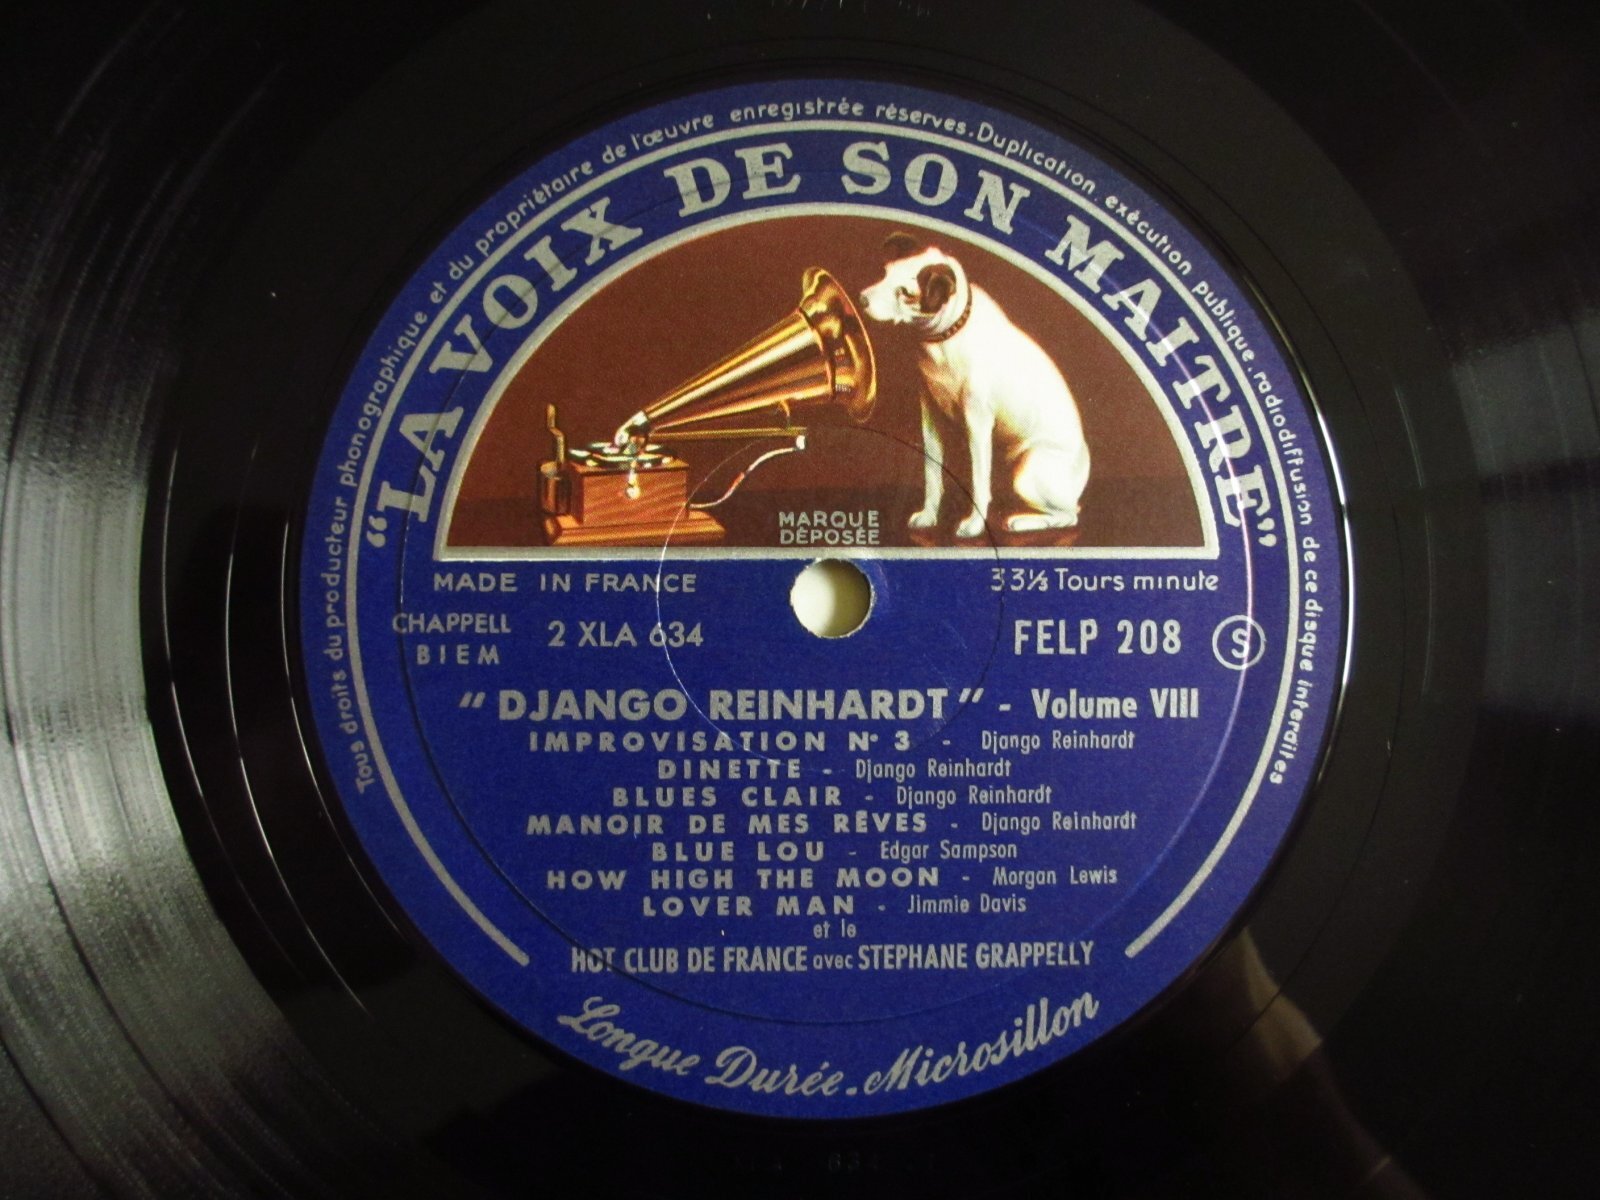 Tous droits du producteur phonographique et du propriétaire de l'œuvre enregistrée réservés. Duplication. exécution publique. radiodiffusion de ce disque interdites
"LA VOIX DE SON MAITRE"
MARQUE
DÉPOSÉE
MADE IN FRANCE 33⅓ Tours minute
CHAPPELL
BIEM
2 XLA 634
FELP 208 S
"DJANGO REINHARDT" - Volume VIII
IMPROVISATION N° 3 - Django Reinhardt
DINETTE - Django Reinhardt
BLUES CLAIR - Django Reinhardt
MANOIR DE MES RÊVES - Django Reinhardt
BLUE LOU - Edgar Sampson
HOW HIGH THE MOON - Morgan Lewis
LOVER MAN - Jimmie Davis
et le
HOT CLUB DE FRANCE avec STEPHANE GRAPPELLY
Longue Durée-Microsillon